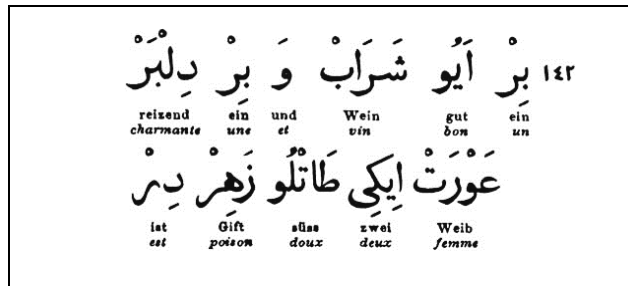 ١٤٢ بِرْ اَيُو شَرَابْ وَ بِرْ دِلْبَرْ
reizend ein und Wein gut ein
charmante une et vin bon un
عَوْرَتْ اِيكِى طَاتْلُو زَهِرْ دِرْ
ist Gift süss zwei Weib
est poison doux deux femme